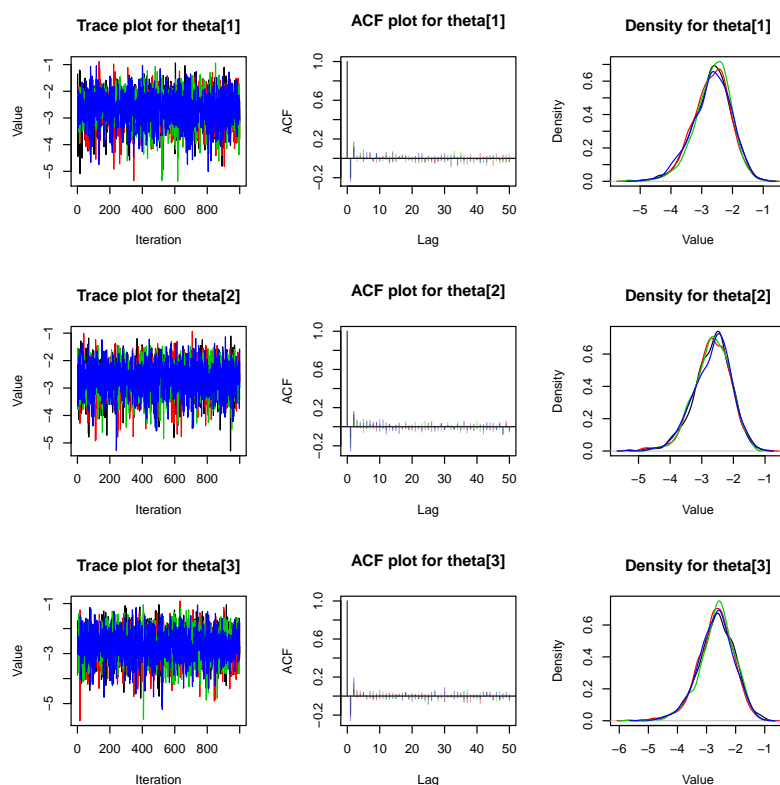 Trace plot for theta[1]
Value
−1
−2
−3
−4
−5
0 200 400 600 800
Iteration
ACF plot for theta[1]
ACF
1.0
0.6
0.2
−0.2
0 10 20 30 40 50
Lag
Density for theta[1]
Density
0.6
0.4
0.2
0.0
−5 −4 −3 −2 −1
Value
Trace plot for theta[2]
Value
−1
−2
−3
−4
−5
0 200 400 600 800
Iteration
ACF plot for theta[2]
ACF
1.0
0.6
0.2
−0.2
0 10 20 30 40 50
Lag
Density for theta[2]
Density
0.6
0.4
0.2
0.0
−5 −4 −3 −2 −1
Value
Trace plot for theta[3]
Value
−1
−3
−5
0 200 400 600 800
Iteration
ACF plot for theta[3]
ACF
1.0
0.6
0.2
−0.2
0 10 20 30 40 50
Lag
Density for theta[3]
Density
0.6
0.4
0.2
0.0
−6 −5 −4 −3 −2 −1
Value